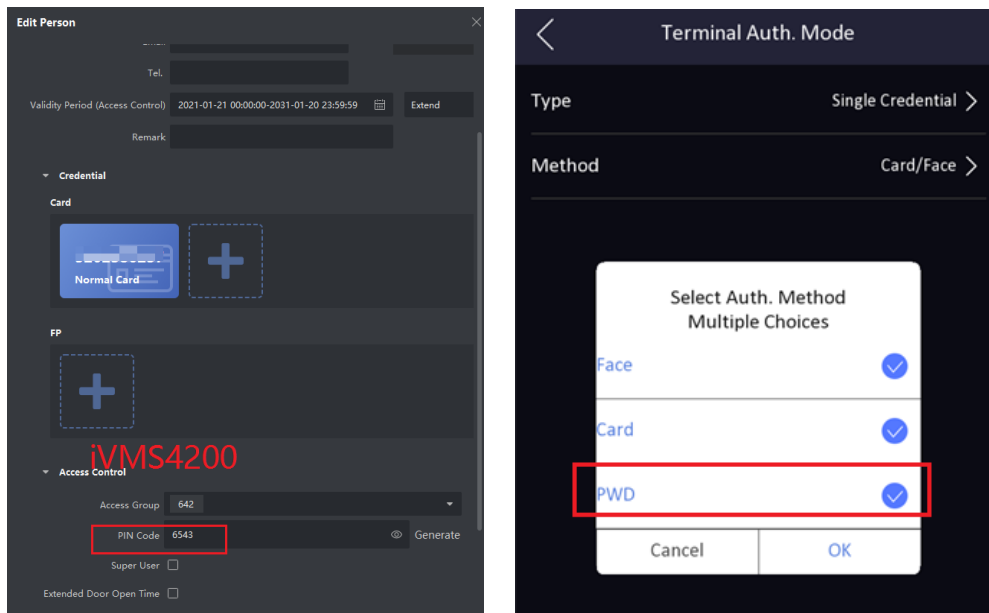 Edit Person
Tel.
Validity Period (Access Control) 2021-01-21 00:00:00-2031-01-20 23:59:59 Extend
Remark
Credential
Card
Normal Card
FP
iVMS4200
Access Control
Access Group 642
PIN Code 6543 Generate
Super User
Extended Door Open Time
Terminal Auth. Mode
Type Single Credential
Method Card/Face
Select Auth. Method
Multiple Choices
Face
Card
PWD
Cancel OK